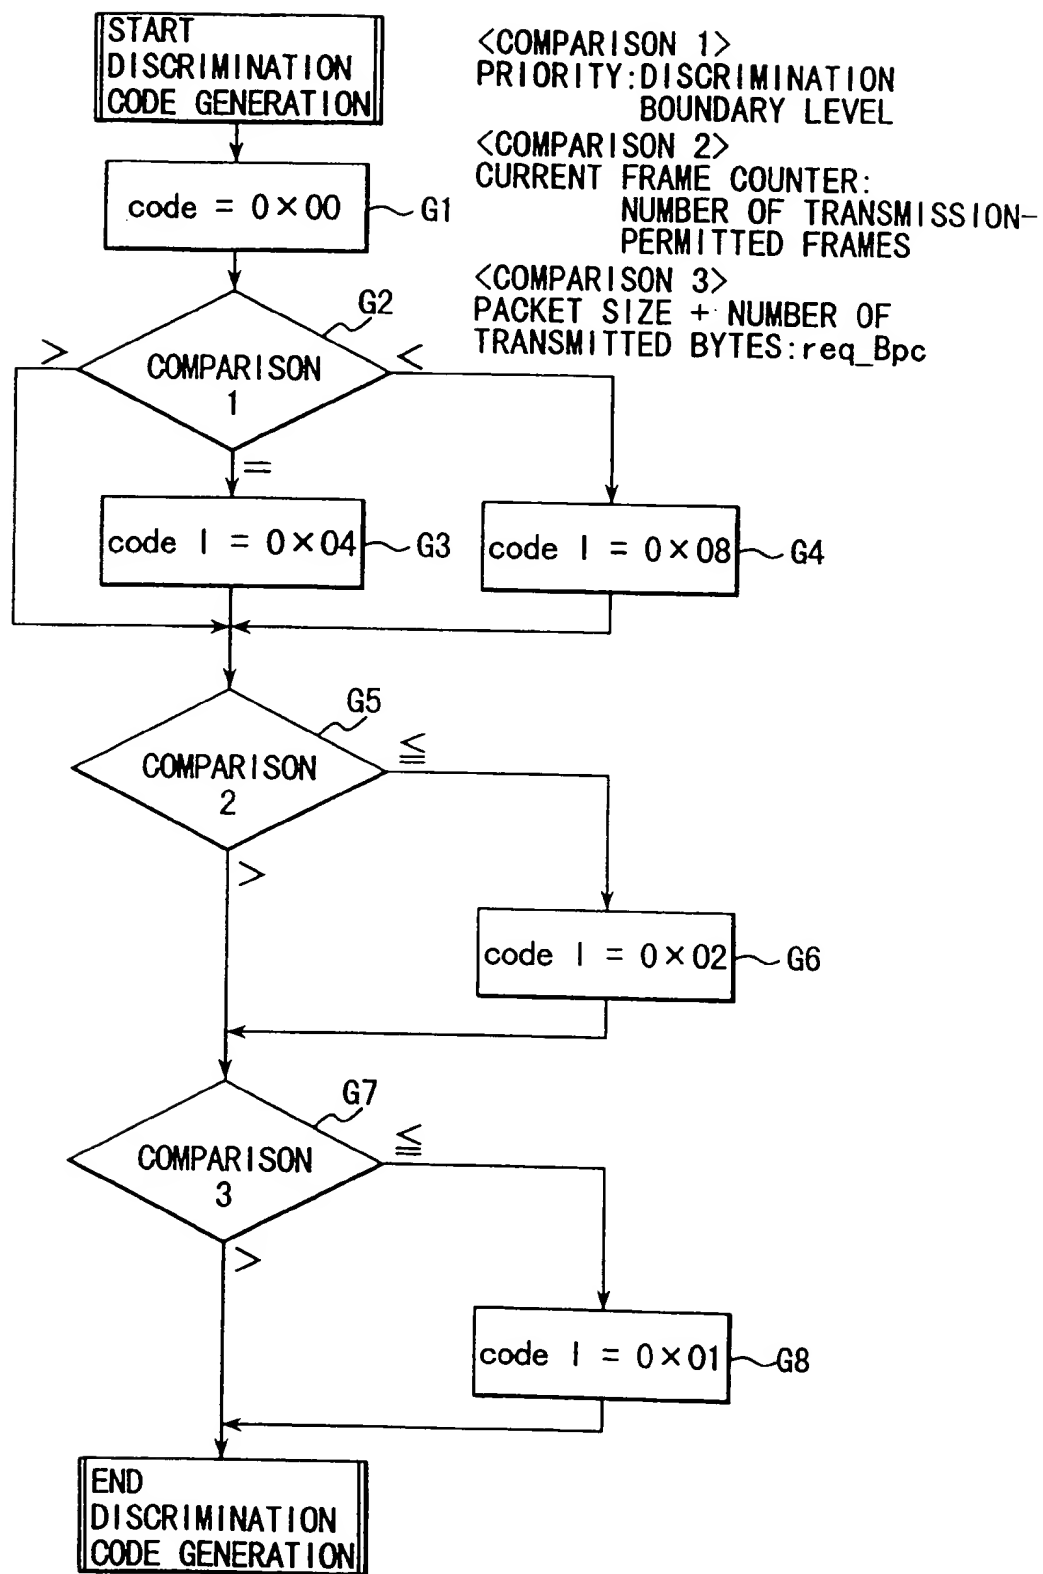 START
DISCRIMINATION
CODE GENERATION
<COMPARISON 1>
PRIORITY:DISCRIMINATION
BOUNDARY LEVEL
<COMPARISON 2>
CURRENT FRAME COUNTER:
NUMBER OF TRANSMISSION-
PERMITTED FRAMES
<COMPARISON 3>
PACKET SIZE + NUMBER OF
TRANSMITTED BYTES:req_Bpc
code = 0×00
G1
G2
>
COMPARISON
1
<
=
code | = 0×04
G3
code | = 0×08
G4
G5
COMPARISON
2
≦
>
code | = 0×02
G6
G7
COMPARISON
3
≦
>
code | = 0×01
G8
END
DISCRIMINATION
CODE GENERATION